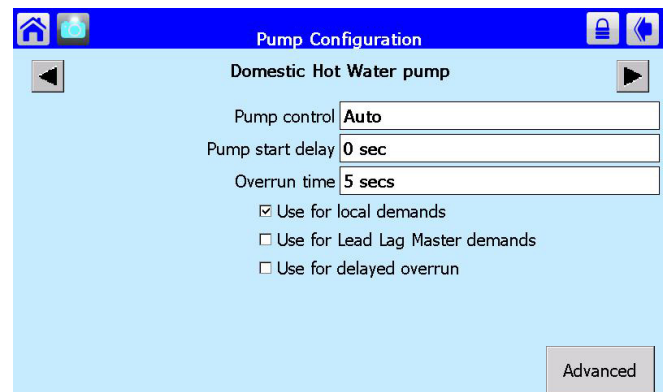 Pump Configuration
Domestic Hot Water pump
Pump control Auto
Pump start delay 0 sec
Overrun time 5 secs
Use for local demands
Use for Lead Lag Master demands
Use for delayed overrun
Advanced